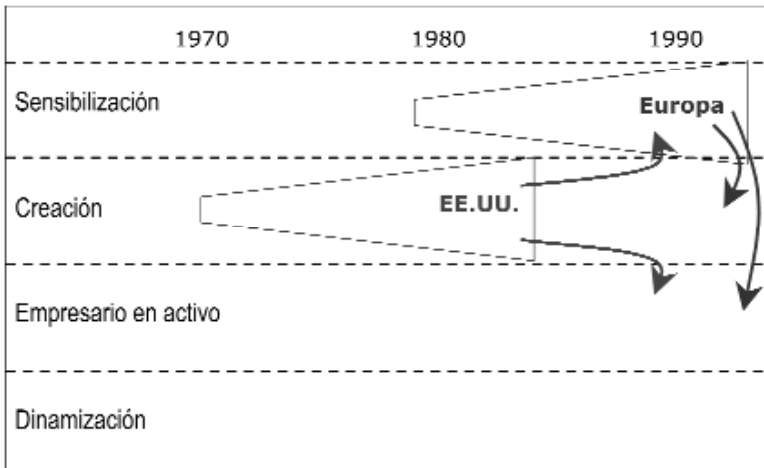 1970 1980 1990
Sensibilización
Europa
Creación
EE.UU.
Empresario en activo
Dinamización